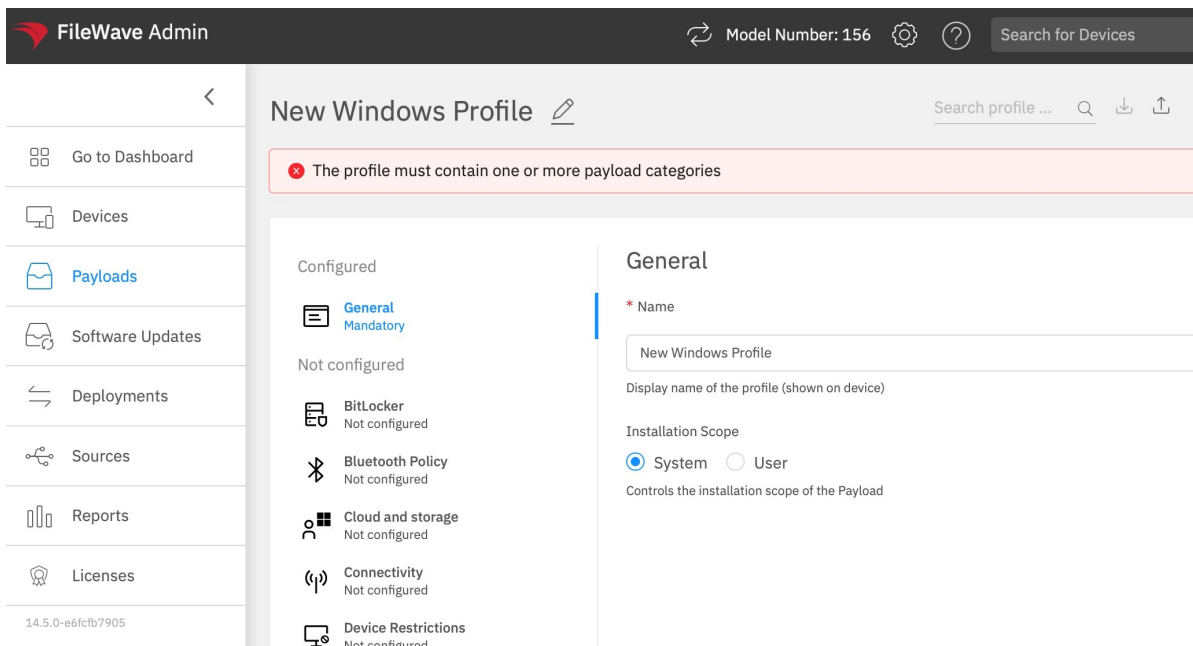 FileWave Admin
Model Number: 156
Search for Devices
New Windows Profile
Search profile ...
Go to Dashboard
Devices
Payloads
Software Updates
Deployments
Sources
Reports
Licenses
14.5.0-e6fcfb7905
The profile must contain one or more payload categories
Configured
General
Mandatory
Not configured
BitLocker
Not configured
Bluetooth Policy
Not configured
Cloud and storage
Not configured
Connectivity
Not configured
Device Restrictions
Not configured
General
* Name
New Windows Profile
Display name of the profile (shown on device)
Installation Scope
System User
Controls the installation scope of the Payload